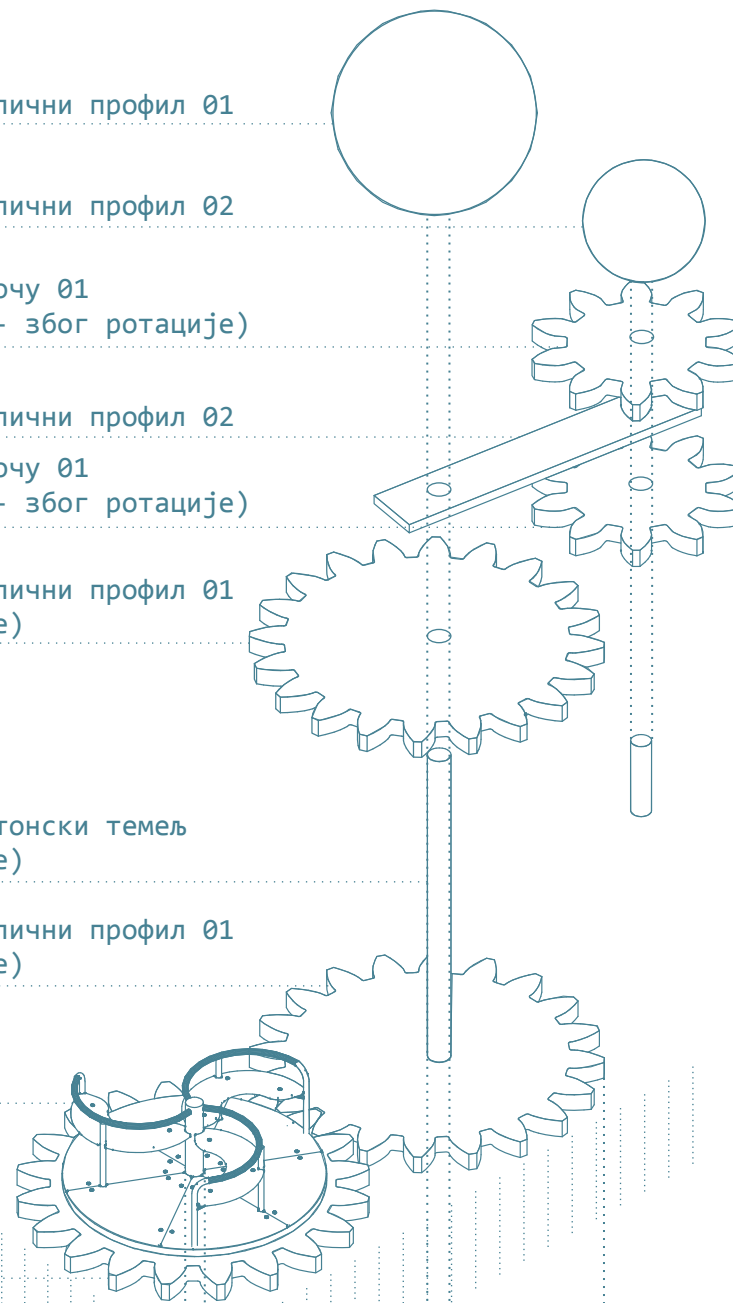 лични профил 01
лични профил 02
очу 01
- због ротације)
лични профил 02
очу 01
- због ротације)
лични профил 01
е)
тонски темељ
е)
лични профил 01
е)